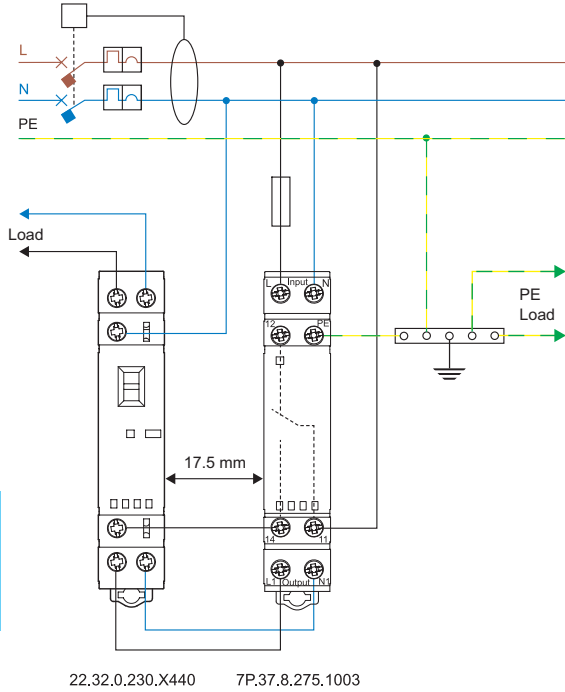 L
N
PE
Load
L Input N
12 PE
PE
Load
17.5 mm
14 11
L1 Output N1
22.32.0.230.X440 7P.37.8.275.1003